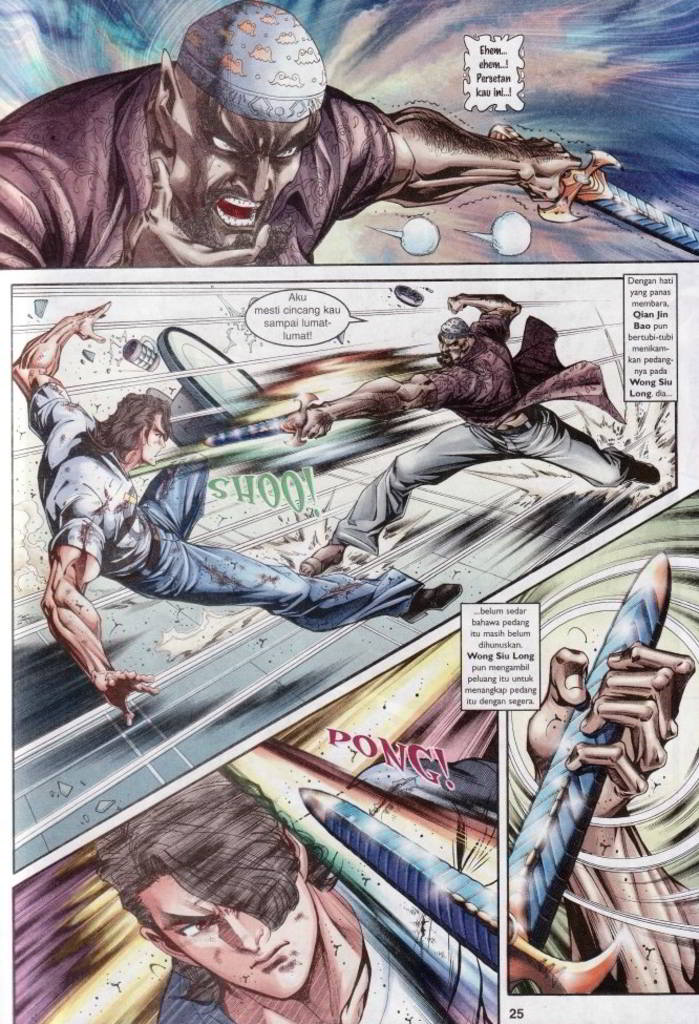 Ehem...
ehem...!
Persetan
kau ini...!
Aku
mesti cincang kau
sampai lumat-
lumat!
Dengan hati
yang panas
membara,
Qian Jin
Bao pun
bertubi-tubi
menikam-
kan pedang-
nya pada
Wong Siu
Long, dia...
SHOO!
...belum sedar
bahawa pedang
itu masih belum
dihunuskan.
Wong Siu Long
pun mengambil
peluang itu untuk
menangkap pedang
itu dengan segera.
PONG!
25